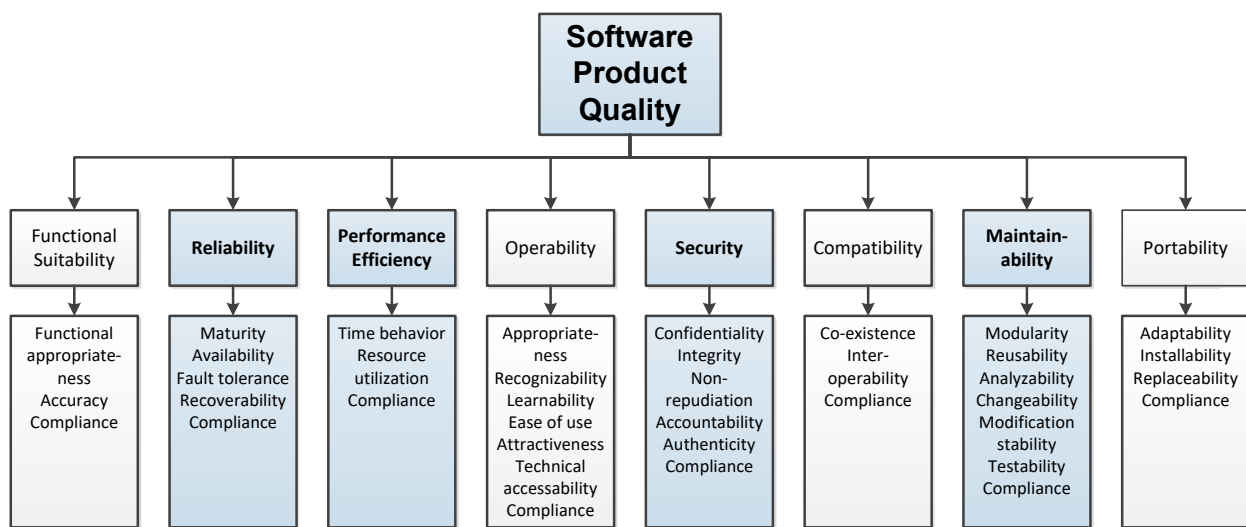 Software
Product
Quality
Functional
Suitability
Reliability
Performance
Efficiency
Operability
Security
Compatibility
Maintain-
ability
Portability
Functional
appropriate-
ness
Accuracy
Compliance
Maturity
Availability
Fault tolerance
Recoverability
Compliance
Time behavior
Resource
utilization
Compliance
Appropriate-
ness
Recognizability
Learnability
Ease of use
Attractiveness
Technical
accessability
Compliance
Confidentiality
Integrity
Non-
repudiation
Accountability
Authenticity
Compliance
Co-existence
Inter-
operability
Compliance
Modularity
Reusability
Analyzability
Changeability
Modification
stability
Testability
Compliance
Adaptability
Installability
Replaceability
Compliance